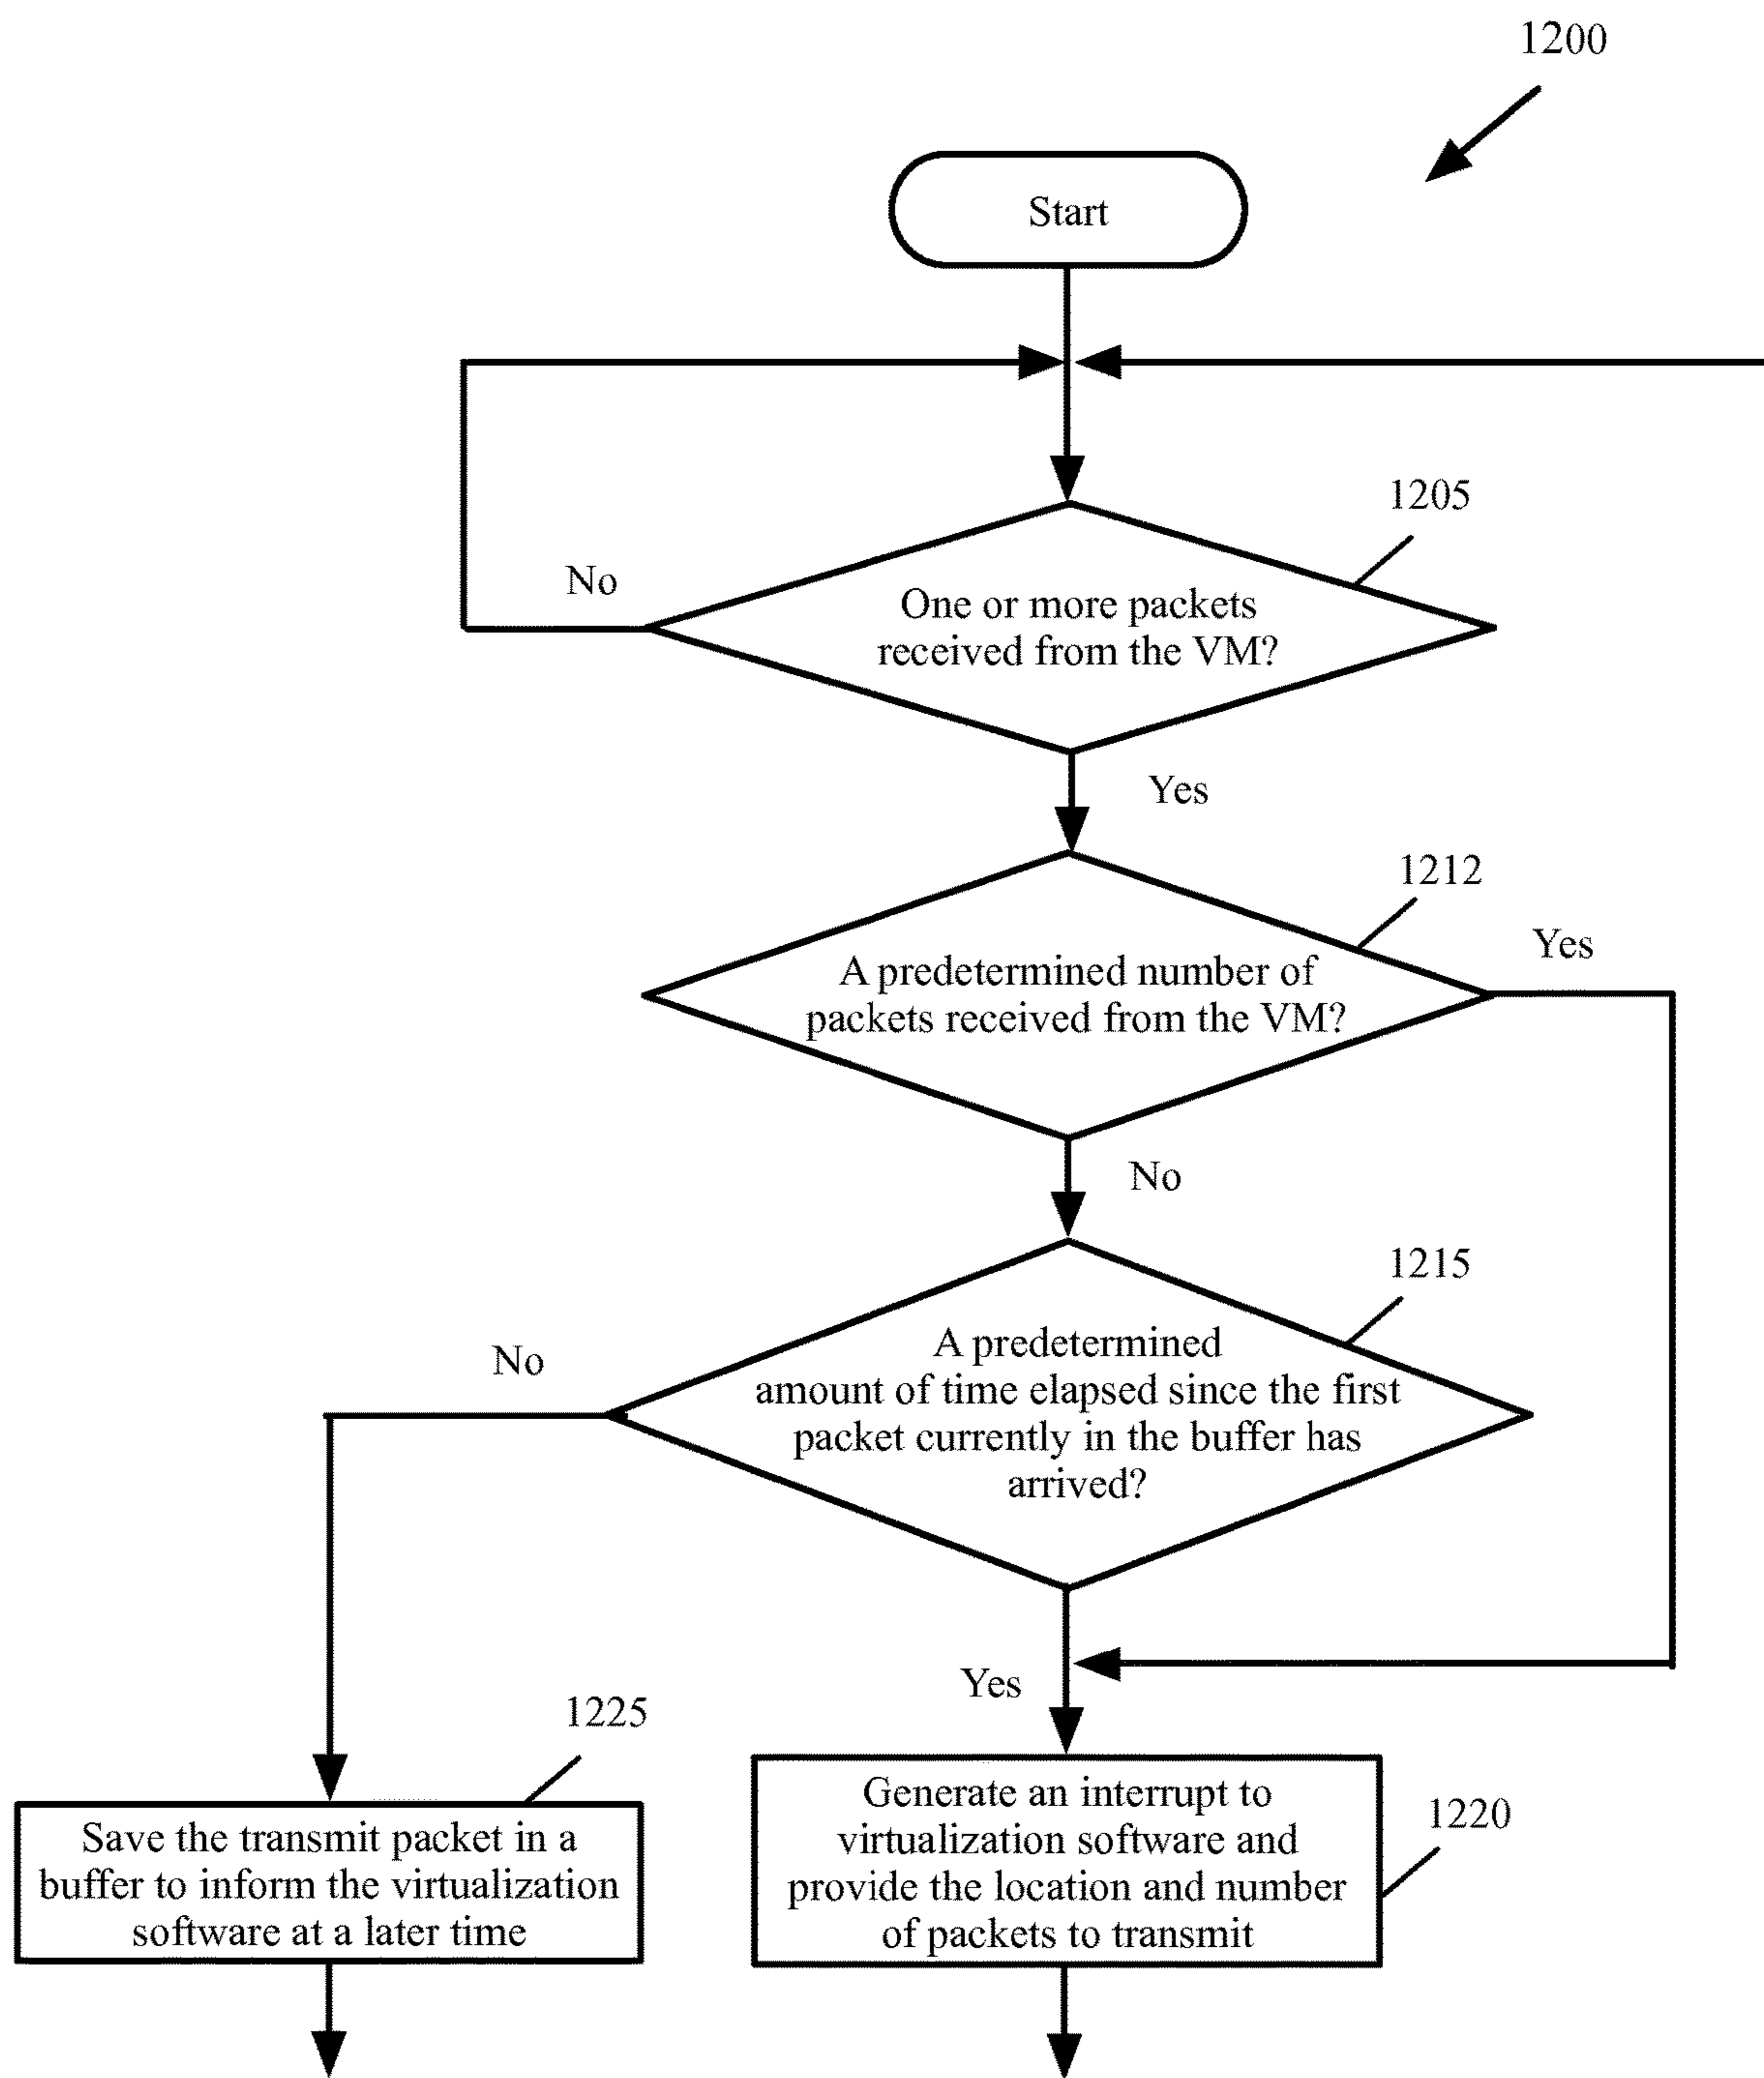 1200
Start
1205
No
One or more packets
received from the VM?
Yes
1212
Yes
A predetermined number of
packets received from the VM?
No
1215
No
A predetermined
amount of time elapsed since the first
packet currently in the buffer has
arrived?
Yes
1225
Save the transmit packet in a
buffer to inform the virtualization
software at a later time
Generate an interrupt to
virtualization software and
provide the location and number
of packets to transmit
1220